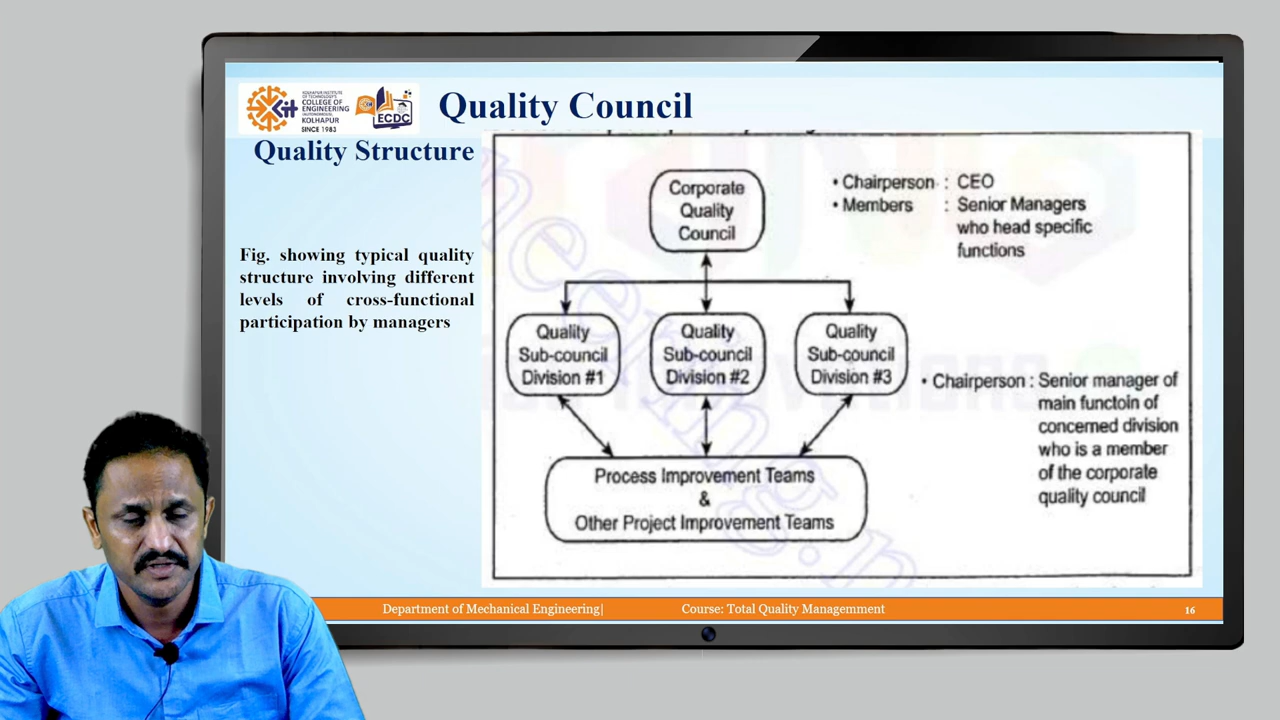 KOLHAPUR INSTITUTE
OF TECHNOLOGY'S
COLLEGE OF
ENGINEERING
(AUTONOMOUS),
KOLHAPUR
SINCE 1983
ECDC
Quality Council
Quality Structure
Fig. showing typical quality
structure involving different
levels of cross-functional
participation by managers
Corporate
Quality
Council
• Chairperson : CEO
• Members : Senior Managers
who head specific
functions
Quality
Sub-council
Division #1
Quality
Sub-council
Division #2
Quality
Sub-council
Division #3
• Chairperson : Senior manager of
main functoin of
concerned division
who is a member
of the corporate
quality council
Process Improvement Teams
&
Other Project Improvement Teams
Department of Mechanical Engineering|
Course: Total Quality Managemment
16